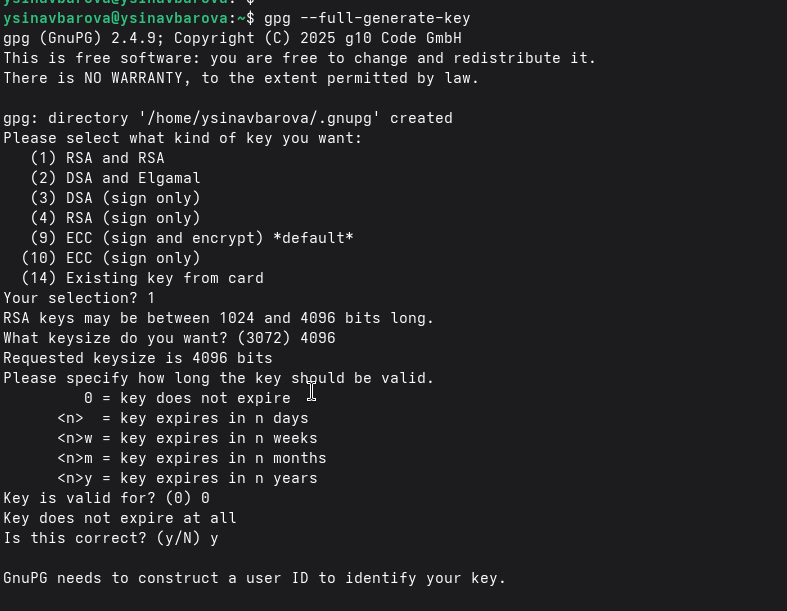 ysinavbarova@ysinavbarova:~$ gpg --full-generate-key
gpg (GnuPG) 2.4.9; Copyright (C) 2025 g10 Code GmbH
This is free software: you are free to change and redistribute it.
There is NO WARRANTY, to the extent permitted by law.

gpg: directory '/home/ysinavbarova/.gnupg' created
Please select what kind of key you want:
   (1) RSA and RSA
   (2) DSA and Elgamal
   (3) DSA (sign only)
   (4) RSA (sign only)
   (9) ECC (sign and encrypt) *default*
  (10) ECC (sign only)
  (14) Existing key from card
Your selection? 1
RSA keys may be between 1024 and 4096 bits long.
What keysize do you want? (3072) 4096
Requested keysize is 4096 bits
Please specify how long the key should be valid.
         0 = key does not expire
      <n>  = key expires in n days
      <n>w = key expires in n weeks
      <n>m = key expires in n months
      <n>y = key expires in n years
Key is valid for? (0) 0
Key does not expire at all
Is this correct? (y/N) y

GnuPG needs to construct a user ID to identify your key.